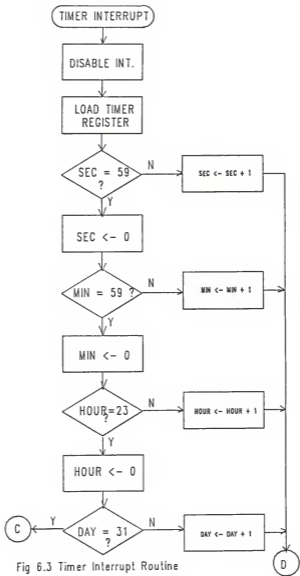 TIMER INTERRUPT
DISABLE INT.
LOAD TIMER
REGISTER
SEC = 59
?
N
SEC <- SEC + 1
Y
SEC <- 0
MIN = 59 ?
N
MIN <- MIN + 1
Y
MIN <- 0
HOUR=23
?
N
HOUR <- HOUR + 1
Y
HOUR <- 0
C
Y
DAY = 31
?
N
DAY <- DAY + 1
D
Fig 6.3 Timer Interrupt Routine